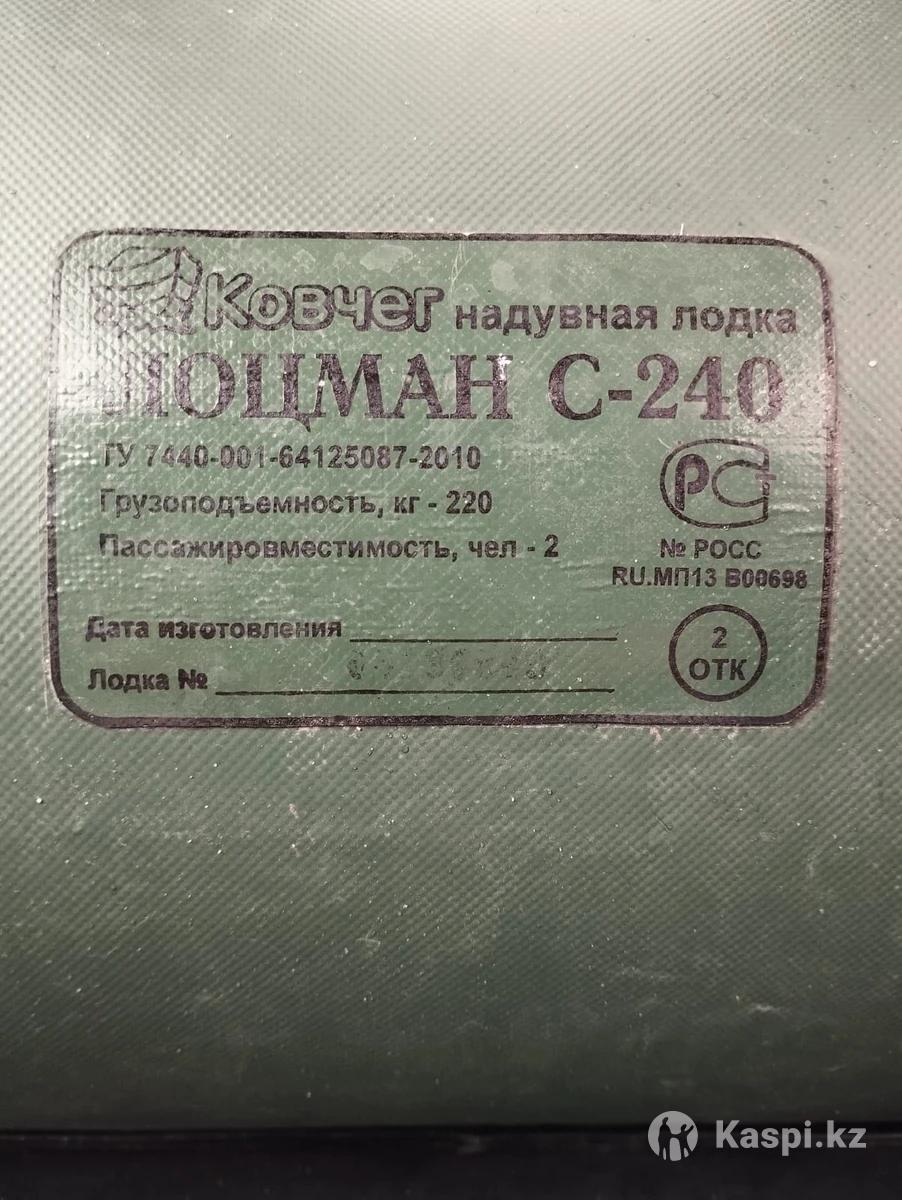 Ковчег надувная лодка
ЛОЦМАН С-240
ТУ 7440-001-64125087-2010
Грузоподъемность, кг - 220
Пассажировместимость, чел - 2
РСТ
№ РОСС
RU.МП13 В00698
Дата изготовления
Лодка №
2
ОТК
Kaspi.kz